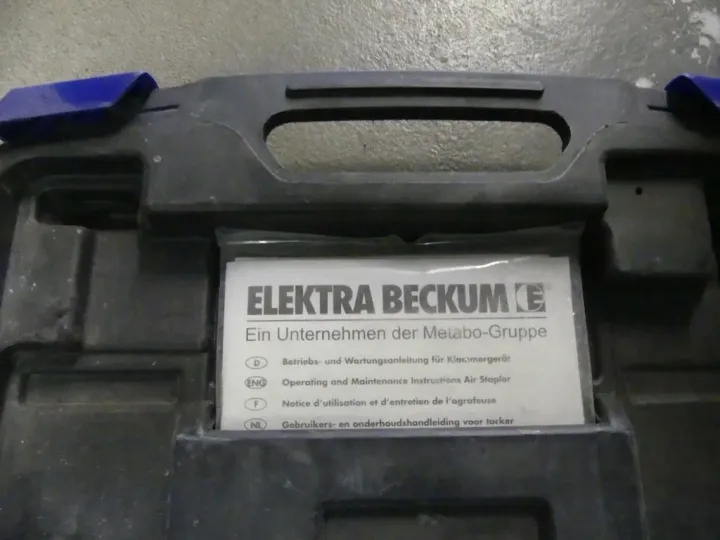 ELEKTRA BECKUM E®
Ein Unternehmen der Metabo-Gruppe
D Betriebs- und Wartungsanleitung für Klammergerät
ENG Operating and Maintenance Instructions Air Stapler
F Notice d'utilisation et d'entretien de l'agrafeuse
NL Gebruikers- en onderhoudshandleiding voor tacker